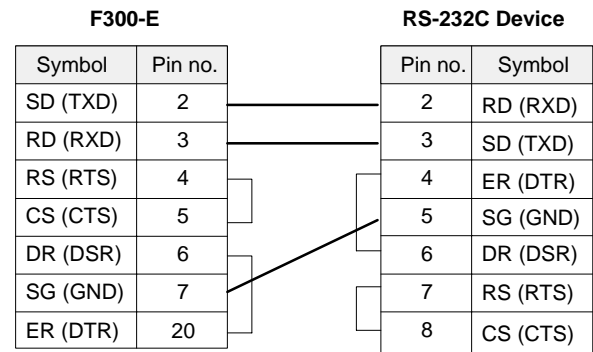 F300-E RS-232C Device
Symbol Pin no. Pin no. Symbol
SD (TXD) 2 2 RD (RXD)
RD (RXD) 3 3 SD (TXD)
RS (RTS) 4 4 ER (DTR)
CS (CTS) 5 5 SG (GND)
DR (DSR) 6 6 DR (DSR)
SG (GND) 7 7 RS (RTS)
ER (DTR) 20 8 CS (CTS)